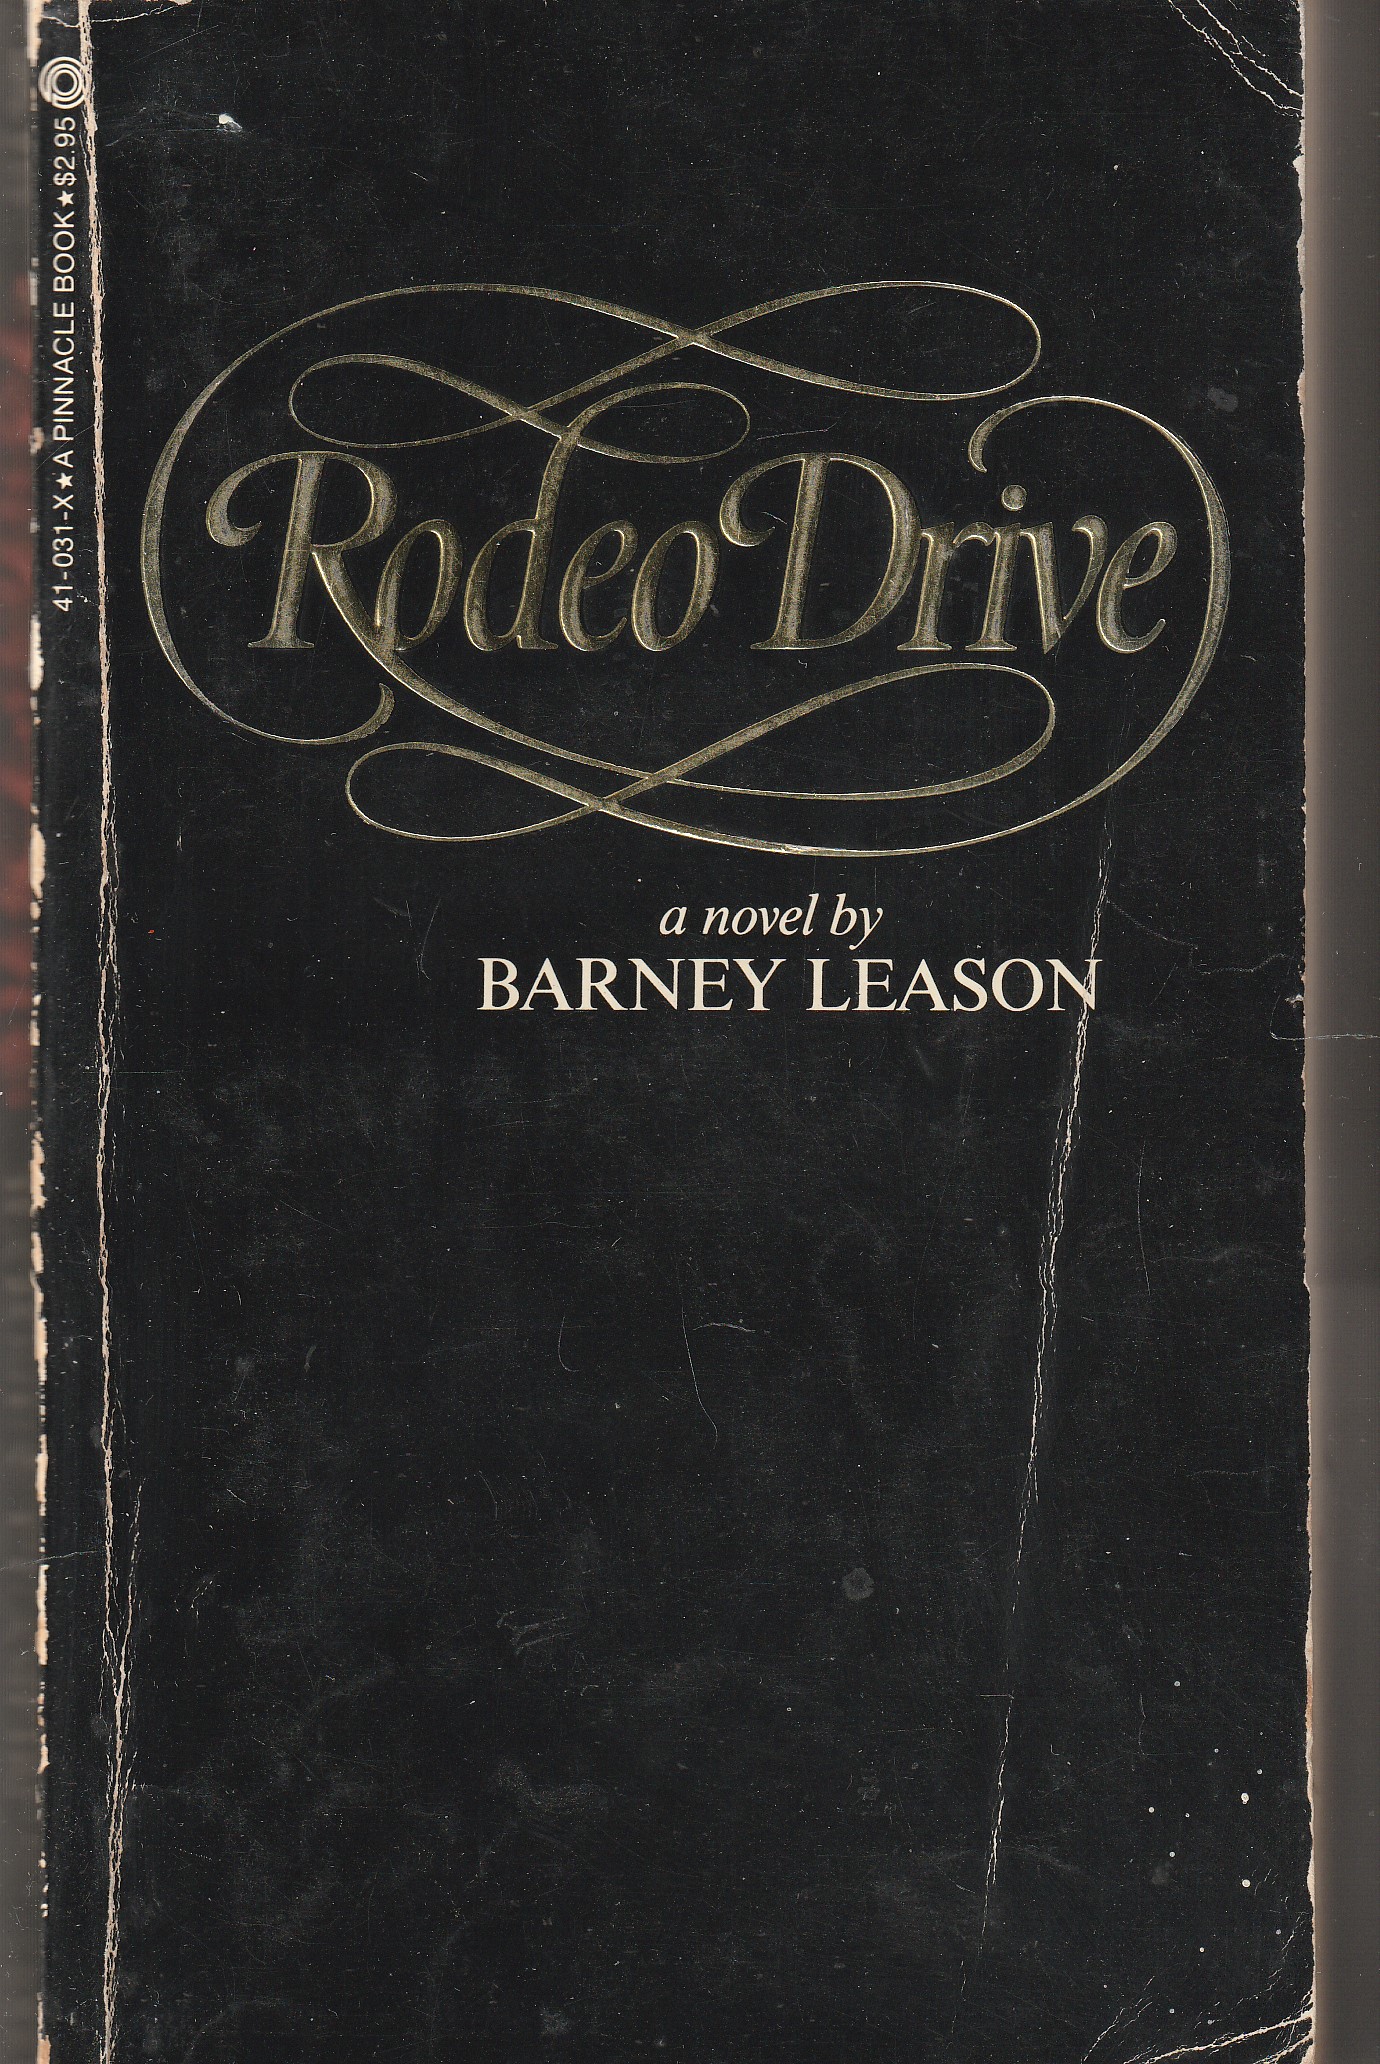 41-031-X★A PINNACLE BOOK★$2.95
Rodeo Drive
a novel by
BARNEY LEASON